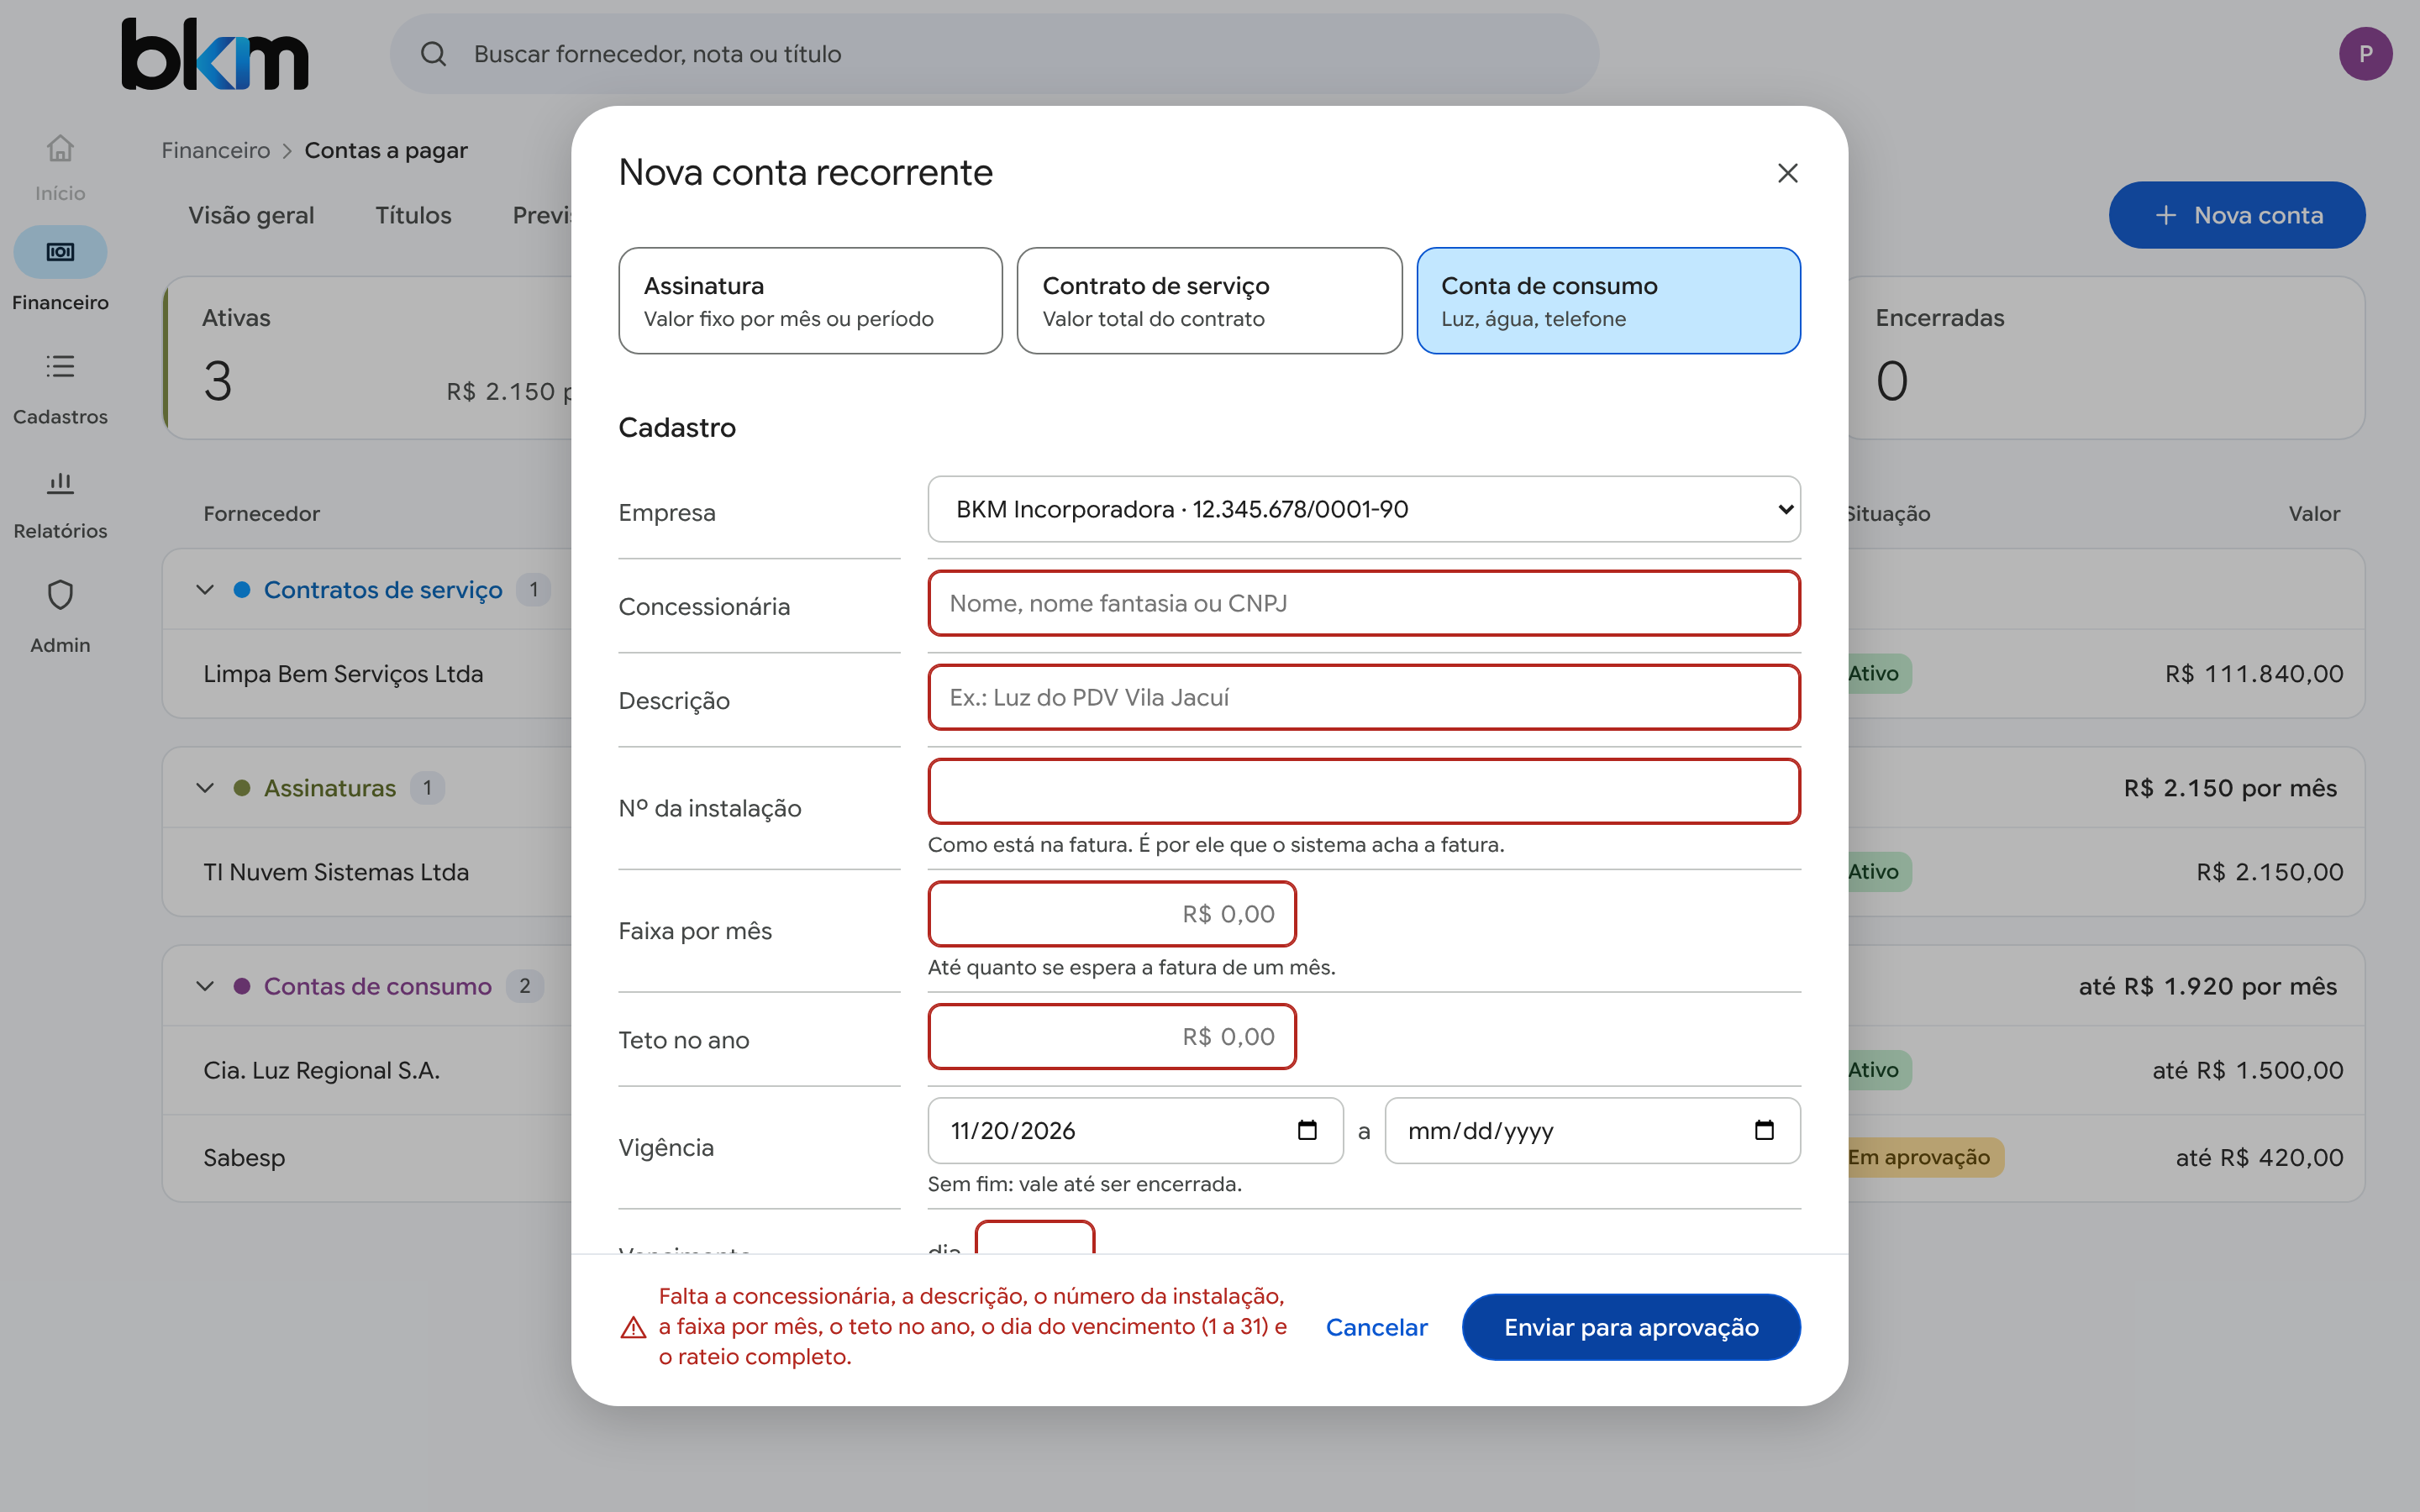 bkm
Buscar fornecedor, nota ou título
P
Início
Financeiro
Cadastros
Relatórios
Admin
Financeiro > Contas a pagar
Visão geral
Títulos
Nova conta
Ativas
3
R$ 2.150
Encerradas
0
Fornecedor
Situação
Valor
Contratos de serviço 1
Limpa Bem Serviços Ltda
Ativo
R$ 111.840,00
Assinaturas 1
R$ 2.150 por mês
TI Nuvem Sistemas Ltda
Ativo
R$ 2.150,00
Contas de consumo 2
até R$ 1.920 por mês
Cia. Luz Regional S.A.
Ativo
até R$ 1.500,00
Sabesp
Em aprovação
até R$ 420,00
Nova conta recorrente
Assinatura
Valor fixo por mês ou período
Contrato de serviço
Valor total do contrato
Conta de consumo
Luz, água, telefone
Cadastro
Empresa
BKM Incorporadora · 12.345.678/0001-90
Concessionária
Nome, nome fantasia ou CNPJ
Descrição
Ex.: Luz do PDV Vila Jacuí
Nº da instalação
Como está na fatura. É por ele que o sistema acha a fatura.
Faixa por mês
R$ 0,00
Até quanto se espera a fatura de um mês.
Teto no ano
R$ 0,00
Vigência
11/20/2026 a mm/dd/yyyy
Sem fim: vale até ser encerrada.
dia
Falta a concessionária, a descrição, o número da instalação,
a faixa por mês, o teto no ano, o dia do vencimento (1 a 31) e
o rateio completo.
Cancelar
Enviar para aprovação